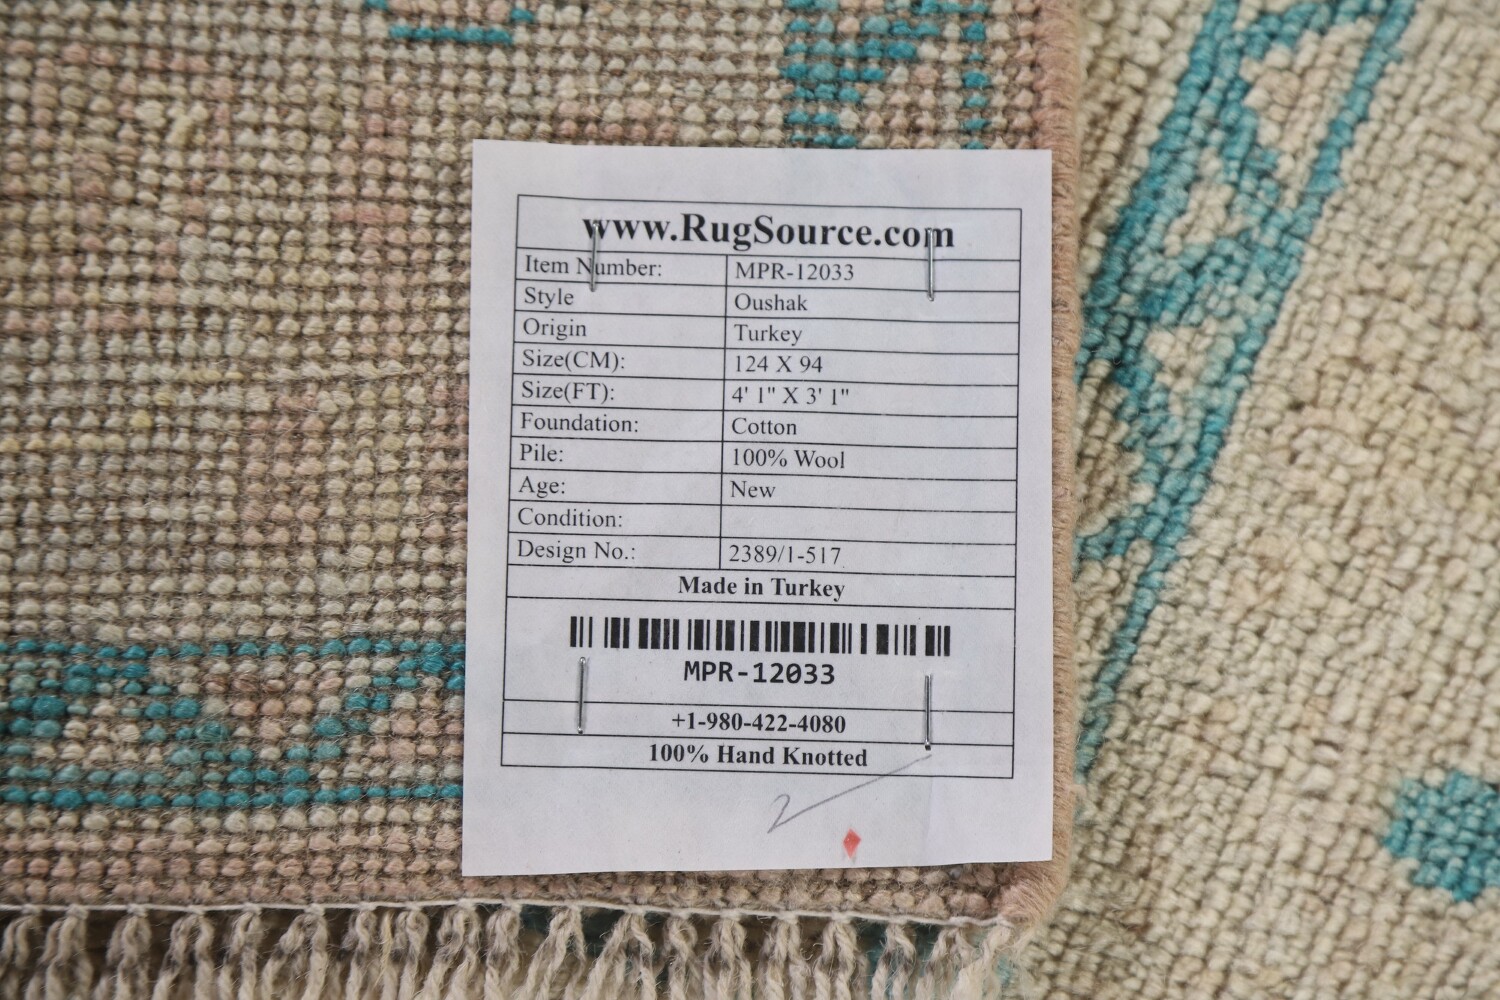 www.RugSource.com
Item Number: MPR-12033
Style Oushak
Origin Turkey
Size(CM): 124 X 94
Size(FT): 4' 1" X 3' 1"
Foundation: Cotton
Pile: 100% Wool
Age: New
Condition:
Design No.: 2389/1-517
Made in Turkey
MPR-12033
+1-980-422-4080
100% Hand Knotted
2